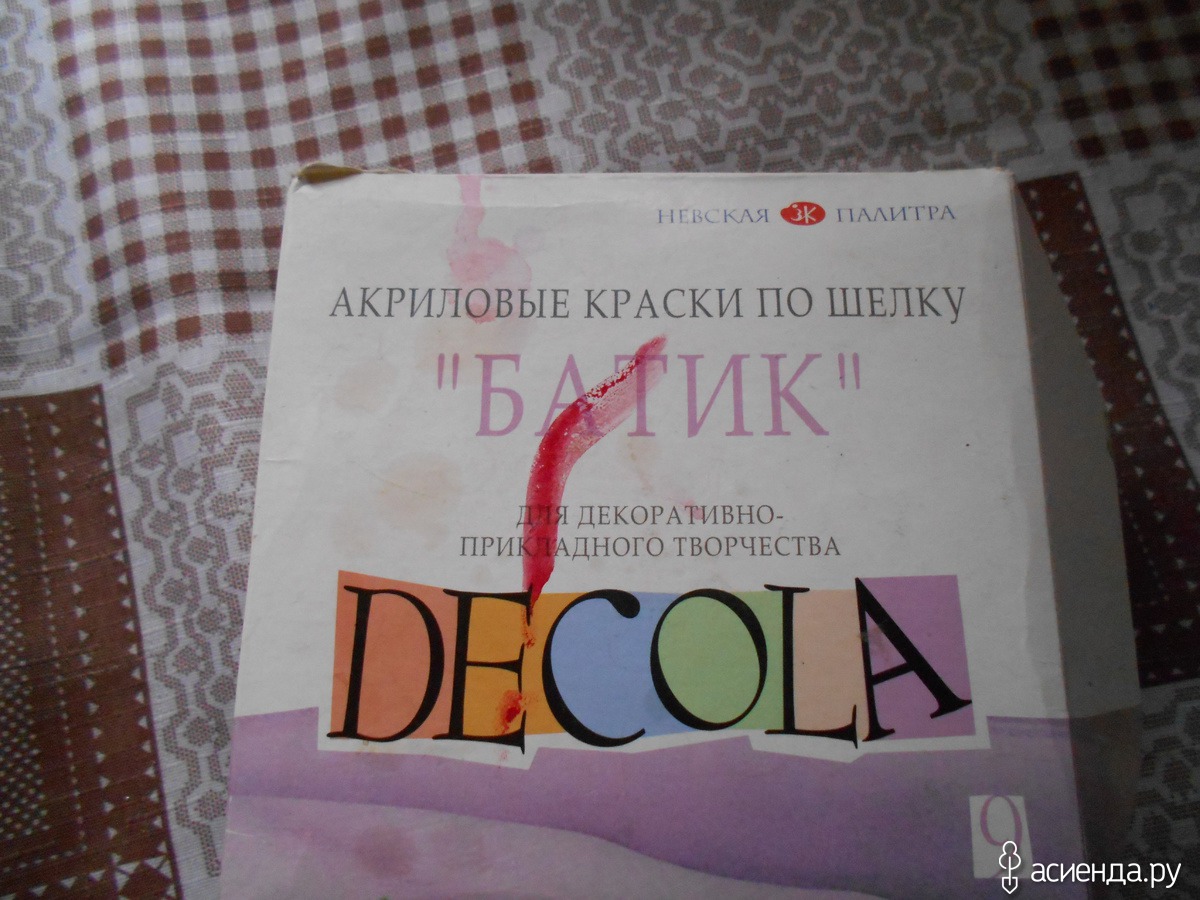 НЕВСКАЯ ЗК ПАЛИТРА
АКРИЛОВЫЕ КРАСКИ ПО ШЕЛКУ
"БАТИК"
ДЛЯ ДЕКОРАТИВНО-
ПРИКЛАДНОГО ТВОРЧЕСТВА
DECOLA
9
асиенда.ру